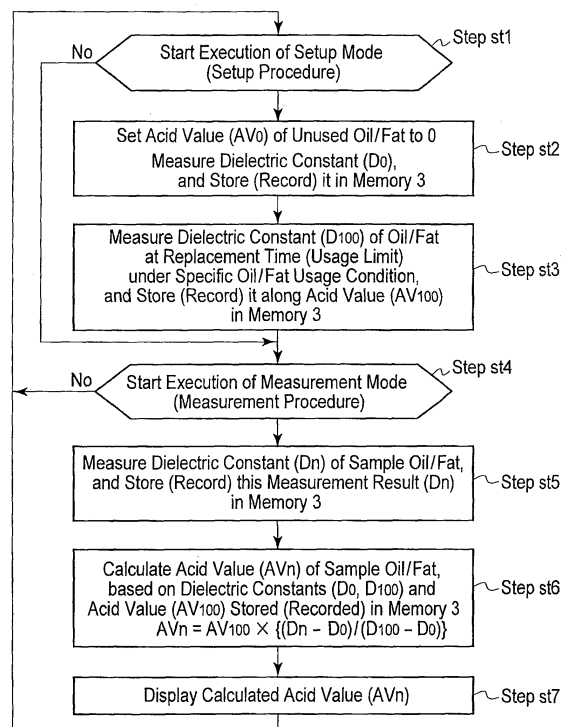 Step st1
No
Start Execution of Setup Mode
(Setup Procedure)
Set Acid Value (AV0) of Unused Oil/Fat to 0
Measure Dielectric Constant (D0),
and Store (Record) it in Memory 3
Step st2
Measure Dielectric Constant (D100) of Oil/Fat
at Replacement Time (Usage Limit)
under Specific Oil/Fat Usage Condition,
and Store (Record) it along Acid Value (AV100)
in Memory 3
Step st3
Step st4
No
Start Execution of Measurement Mode
(Measurement Procedure)
Measure Dielectric Constant (Dn) of Sample Oil/Fat,
and Store (Record) this Measurement Result (Dn)
in Memory 3
Step st5
Calculate Acid Value (AVn) of Sample Oil/Fat,
based on Dielectric Constants (D0, D100) and
Acid Value (AV100) Stored (Recorded) in Memory 3
AVn = AV100 × {(Dn – D0)/(D100 – D0)}
Step st6
Display Calculated Acid Value (AVn)
Step st7